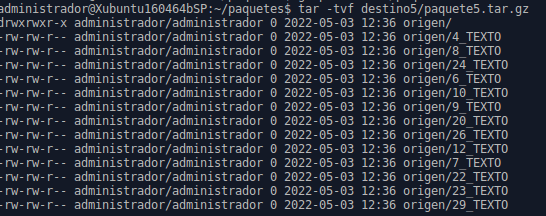 administrador@Xubuntu160464bSP:~/paquetes$ tar -tvf destino5/paquete5.tar.gz
drwxrwxr-x administrador/administrador 0 2022-05-03 12:36 origen/
-rw-rw-r-- administrador/administrador 0 2022-05-03 12:36 origen/4_TEXTO
-rw-rw-r-- administrador/administrador 0 2022-05-03 12:36 origen/8_TEXTO
-rw-rw-r-- administrador/administrador 0 2022-05-03 12:36 origen/24_TEXTO
-rw-rw-r-- administrador/administrador 0 2022-05-03 12:36 origen/6_TEXTO
-rw-rw-r-- administrador/administrador 0 2022-05-03 12:36 origen/10_TEXTO
-rw-rw-r-- administrador/administrador 0 2022-05-03 12:36 origen/9_TEXTO
-rw-rw-r-- administrador/administrador 0 2022-05-03 12:36 origen/20_TEXTO
-rw-rw-r-- administrador/administrador 0 2022-05-03 12:36 origen/26_TEXTO
-rw-rw-r-- administrador/administrador 0 2022-05-03 12:36 origen/12_TEXTO
-rw-rw-r-- administrador/administrador 0 2022-05-03 12:36 origen/7_TEXTO
-rw-rw-r-- administrador/administrador 0 2022-05-03 12:36 origen/22_TEXTO
-rw-rw-r-- administrador/administrador 0 2022-05-03 12:36 origen/23_TEXTO
-rw-rw-r-- administrador/administrador 0 2022-05-03 12:36 origen/29_TEXTO